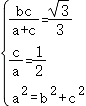 bc/(a+c)=√3/3
c/a=1/2
a²=b²+c²